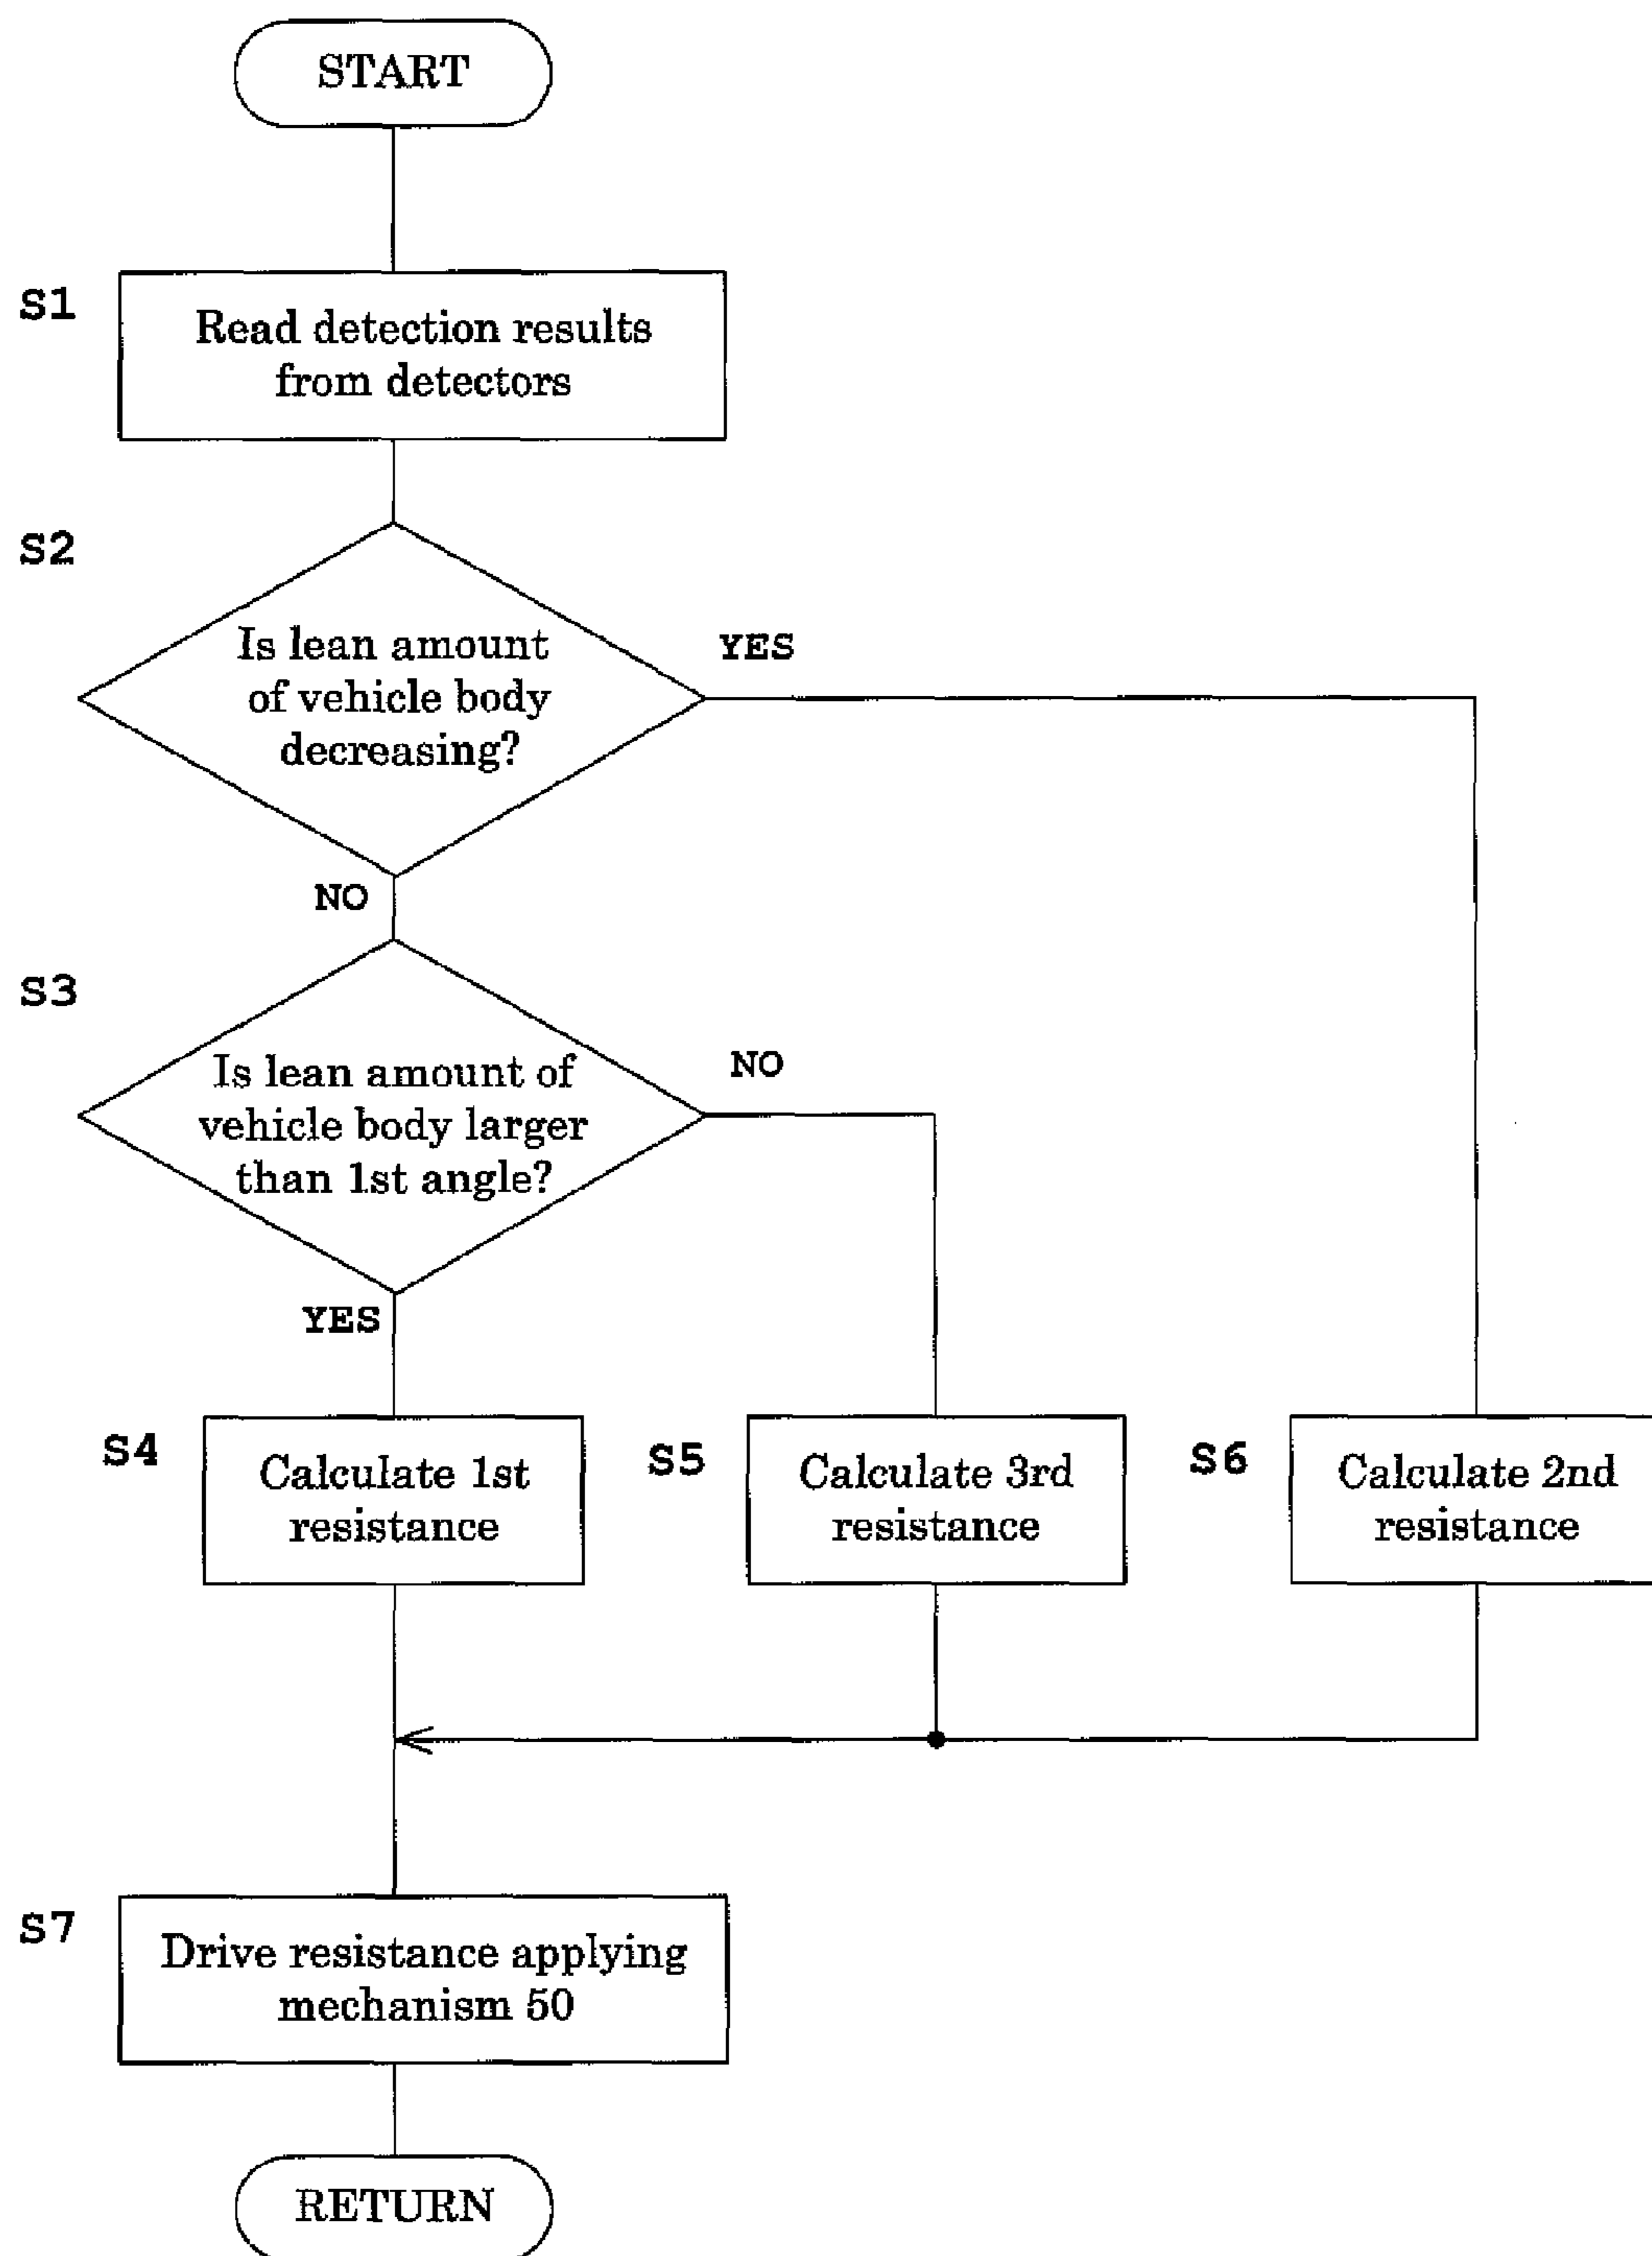 START
S1
Read detection results
from detectors
S2
Is lean amount
of vehicle body
decreasing?
YES
NO
S3
Is lean amount of
vehicle body larger
than 1st angle?
NO
YES
S4
Calculate 1st
resistance
S5
Calculate 3rd
resistance
S6
Calculate 2nd
resistance
S7
Drive resistance applying
mechanism 50
RETURN